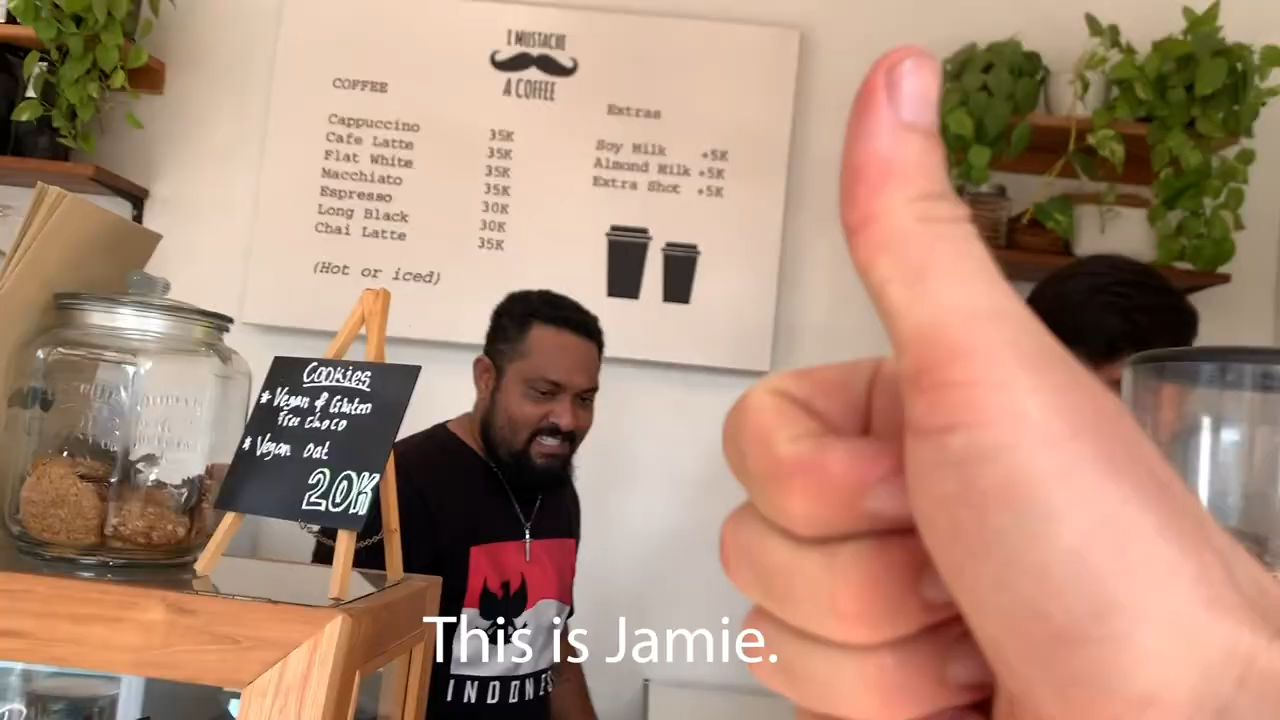 I MUSTACHE
A COFFEE
COFFEE
Cappuccino 35K
Cafe Latte 35K
Flat White 35K
Macchiato 35K
Espresso 30K
Long Black 30K
Chai Latte 35K
(Hot or iced)
Extras
Soy Milk +5K
Almond Milk +5K
Extra Shot +5K
Cookies
* Vegan & Gluten
Free Choco
* Vegan oat
20K
INDONE
This is Jamie.